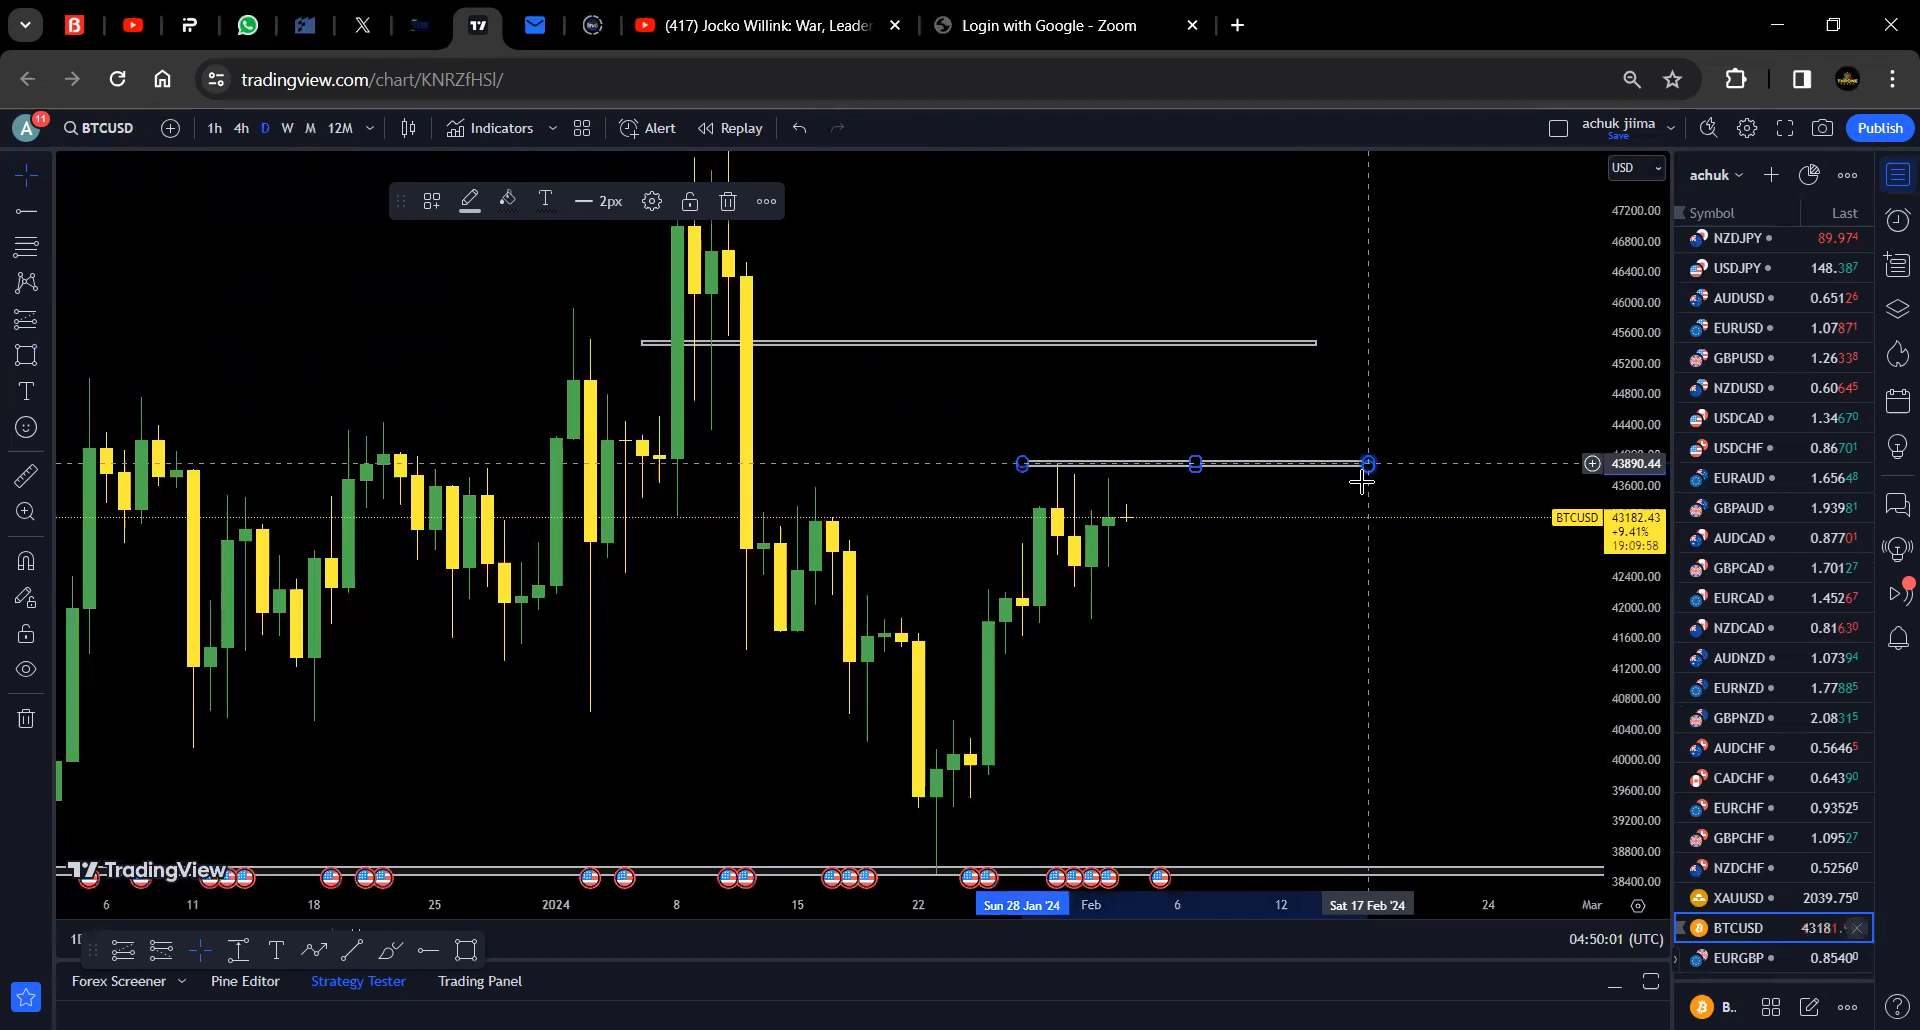 (417) Jocko Willink: War, Leader
Login with Google - Zoom
tradingview.com/chart/KNRZfHSl/
A 11 BTCUSD 1h 4h D W M 12M Indicators Alert Replay achuk jiima Save Publish
2px
USD
47200.00
46800.00
46400.00
46000.00
45600.00
45200.00
44800.00
44400.00
43890.44
43600.00
BTCUSD 43182.43
+9.41%
19:09:58
42400.00
42000.00
41600.00
41200.00
40800.00
40400.00
40000.00
39600.00
39200.00
38800.00
38400.00
TradingView
6 11 18 25 2024 8 15 22 Sun 28 Jan '24 Feb 6 12 Sat 17 Feb '24 24 Mar
04:50:01 (UTC)
Forex Screener Pine Editor Strategy Tester Trading Panel
achuk
Symbol Last
NZDJPY 89.974
USDJPY 148.387
AUDUSD 0.65126
EURUSD 1.07871
GBPUSD 1.26338
NZDUSD 0.60645
USDCAD 1.34670
USDCHF 0.86701
EURAUD 1.65648
GBPAUD 1.93981
AUDCAD 0.87701
GBPCAD 1.70127
EURCAD 1.45267
NZDCAD 0.81630
AUDNZD 1.07394
EURNZD 1.77885
GBPNZD 2.08315
AUDCHF 0.56465
CADCHF 0.64390
EURCHF 0.93525
GBPCHF 1.09527
NZDCHF 0.52560
XAUUSD 2039.750
BTCUSD 43181.
EURGBP 0.85400
B..